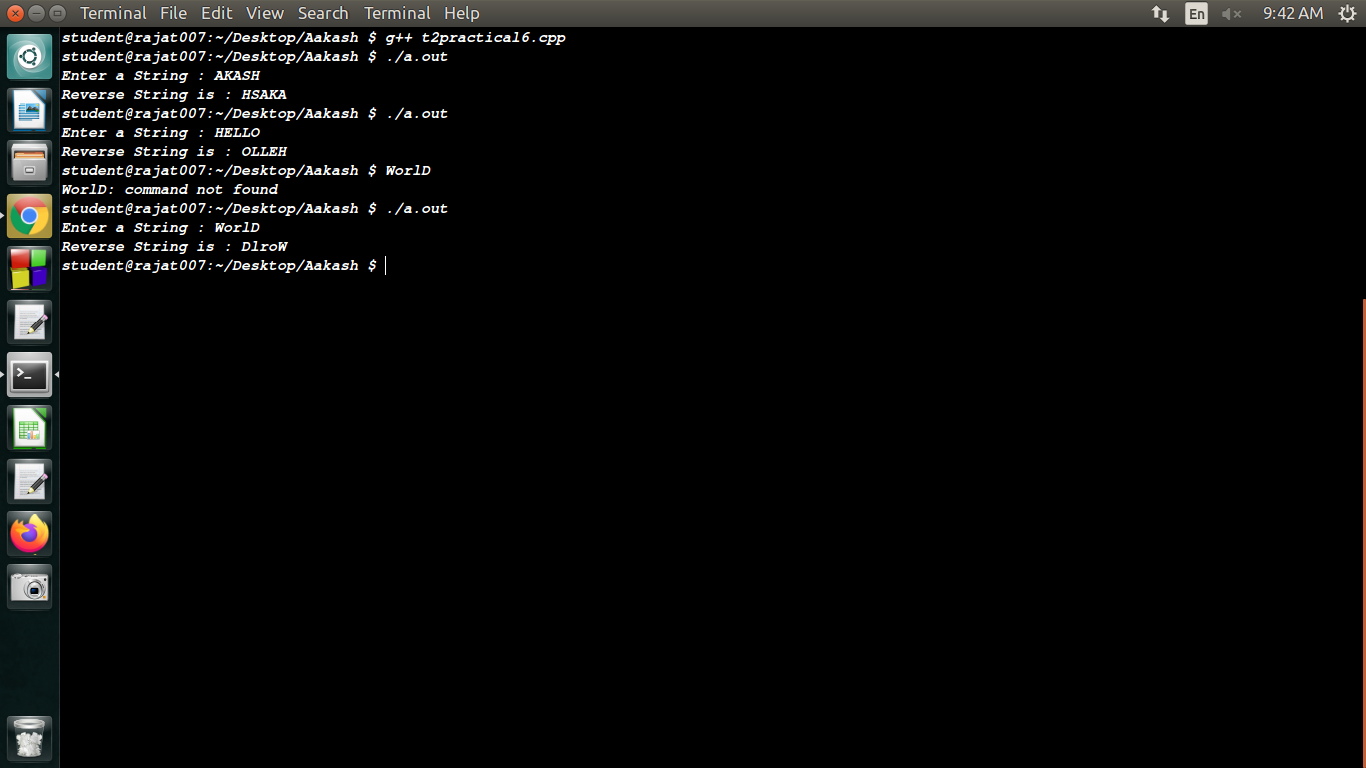 Terminal File Edit View Search Terminal Help En 9:42 AM
student@rajat007:~/Desktop/Aakash $ g++ t2practical6.cpp
student@rajat007:~/Desktop/Aakash $ ./a.out
Enter a String : AKASH
Reverse String is : HSAKA
student@rajat007:~/Desktop/Aakash $ ./a.out
Enter a String : HELLO
Reverse String is : OLLEH
student@rajat007:~/Desktop/Aakash $ WorlD
WorlD: command not found
student@rajat007:~/Desktop/Aakash $ ./a.out
Enter a String : WorlD
Reverse String is : DlroW
student@rajat007:~/Desktop/Aakash $